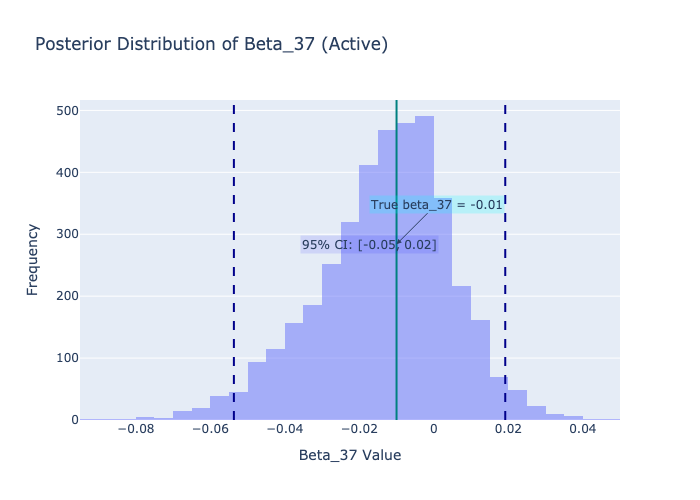 Posterior Distribution of Beta_37 (Active)
500
400
300
200
100
0
Frequency
True beta_37 = -0.01
95% CI: [-0.05, 0.02]
−0.08
−0.06
−0.04
−0.02
0
0.02
0.04
Beta_37 Value